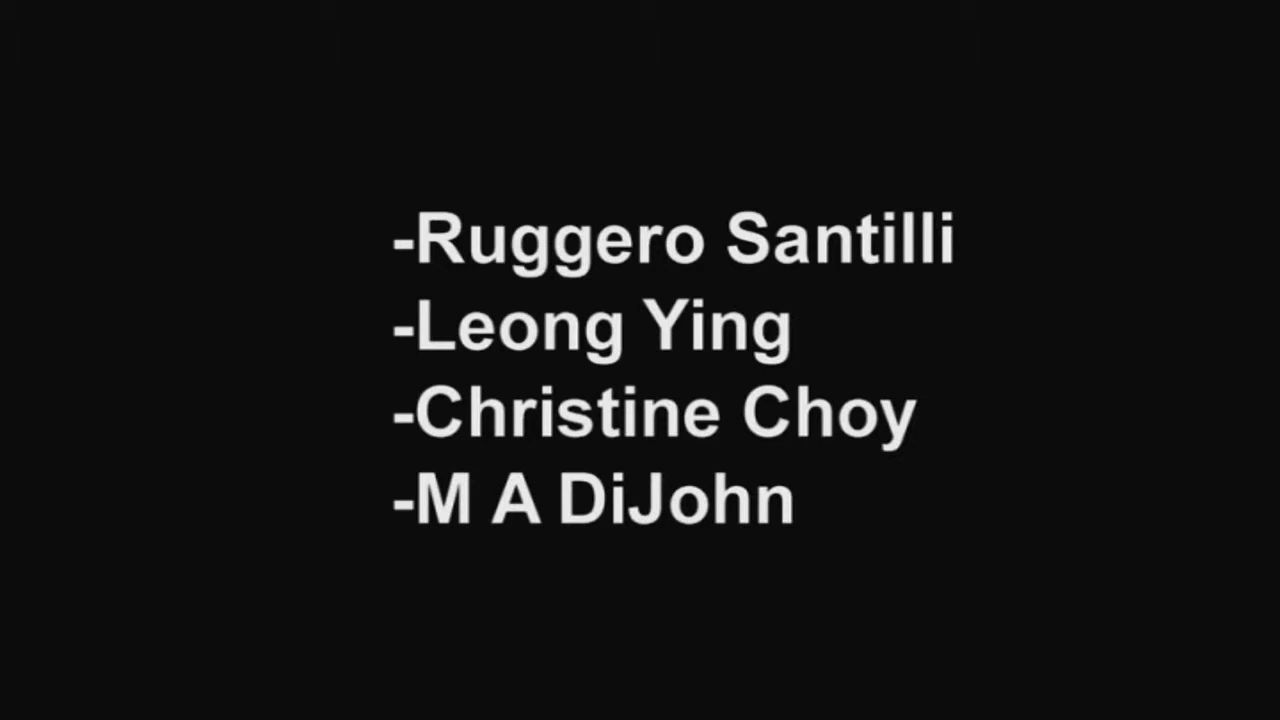 -Ruggero Santilli
-Leong Ying
-Christine Choy
-M A DiJohn